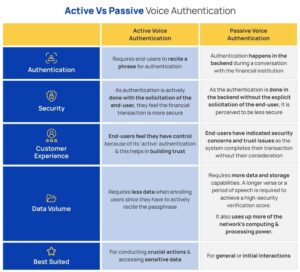 Active Vs Passive Voice Authentication
Active Voice
Authentication
Passive Voice
Authentication
Authentication
Requires end-users to recite a
phrase for authentication
Authentication happens in the
backend during a conversation with
the financial institution
Security
As authentication is actively
done with the solicitation of the
end-user, they feel the financial
transaction is more secure
As the authentication is done in
the backend without the explicit
solicitation of the end-user, it is
perceived to be less secure
Customer
Experience
End-users feel they have control
because of its 'active' authentication
& this helps in building trust
End-users have indicated security
concerns and trust issues as the
system completes their transaction
without their consideration
Data Volume
Requires less data when enrolling
users since they have to actively
recite the passphrase
Requires more data and storage
capabilities. A longer verse or a
period of speech is required to
achieve a high-security
verification score.
It also uses up more of the
network's computing &
processing power.
Best Suited
For conducting crucial actions &
accessing sensitive data
For general or initial interactions